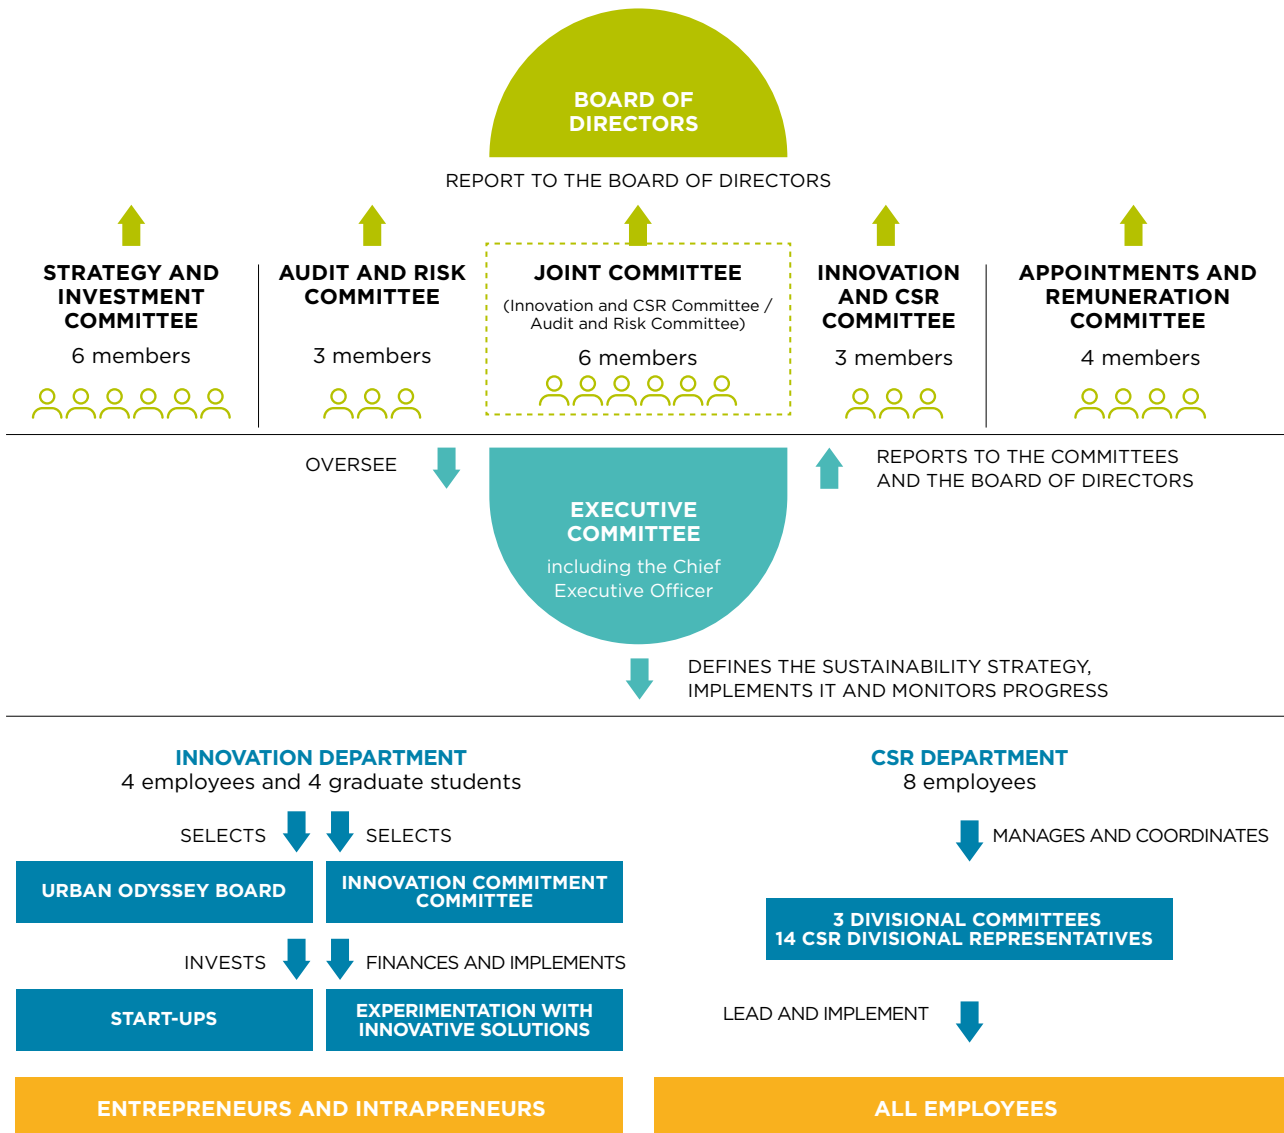 BOARD OF
DIRECTORS
REPORT TO THE BOARD OF DIRECTORS
STRATEGY AND
INVESTMENT
COMMITTEE
6 members
AUDIT AND RISK
COMMITTEE
3 members
JOINT COMMITTEE
(Innovation and CSR Committee /
Audit and Risk Committee)
6 members
INNOVATION
AND CSR
COMMITTEE
3 members
APPOINTMENTS AND
REMUNERATION
COMMITTEE
4 members
OVERSEE
REPORTS TO THE COMMITTEES
AND THE BOARD OF DIRECTORS
EXECUTIVE
COMMITTEE
including the Chief
Executive Officer
DEFINES THE SUSTAINABILITY STRATEGY,
IMPLEMENTS IT AND MONITORS PROGRESS
INNOVATION DEPARTMENT
4 employees and 4 graduate students
SELECTS
SELECTS
URBAN ODYSSEY BOARD
INNOVATION COMMITMENT
COMMITTEE
INVESTS
FINANCES AND IMPLEMENTS
START-UPS
EXPERIMENTATION WITH
INNOVATIVE SOLUTIONS
ENTREPRENEURS AND INTRAPRENEURS
CSR DEPARTMENT
8 employees
MANAGES AND COORDINATES
3 DIVISIONAL COMMITTEES
14 CSR DIVISIONAL REPRESENTATIVES
LEAD AND IMPLEMENT
ALL EMPLOYEES